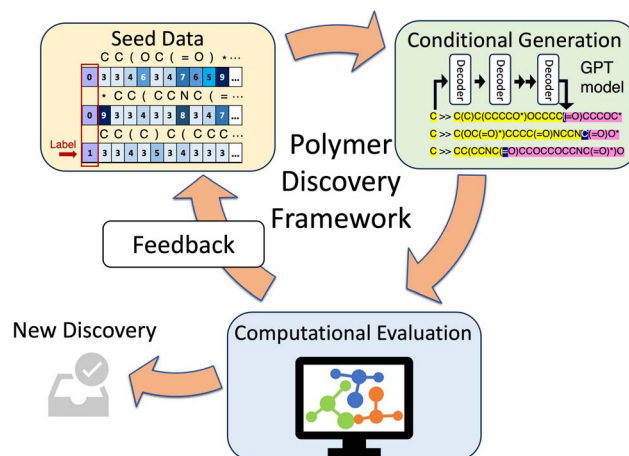 Seed Data
C C ( O C ( = O ) * ...
0 3 3 4 6 3 4 7 6 5 9 ...
* C C ( C C N C ( = ...
0 9 3 3 4 3 3 8 3 4 7 ...
C C ( C ) C ( C C C ...
Label
1 3 3 4 3 5 3 4 3 3 3 ...
Conditional Generation
Decoder
Decoder
Decoder
GPT
model
C >> C(C)C(CCCCO*)OCCCC(=O)CCCOC*
C >> C(OC(=O)*)CCCC(=O)NCCNC(=O)O*
C >> CC(CCNC(=O)CCOCCOCCNC(=O)*)O
Polymer
Discovery
Framework
Feedback
New Discovery
Computational Evaluation